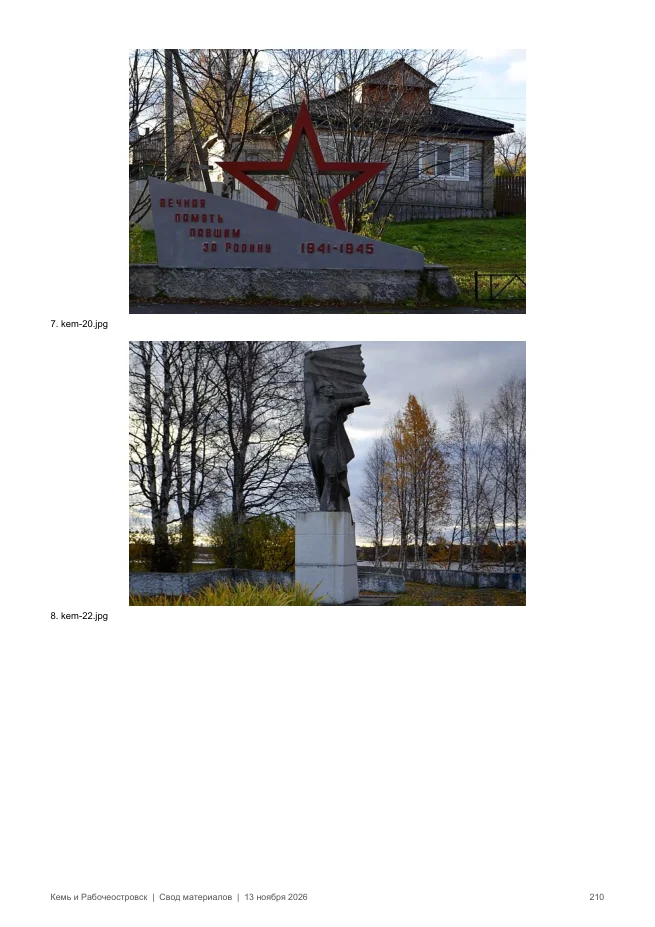 ВЕЧНАЯ
ПАМЯТЬ
ПАВШИМ
ЗА РОДИНУ 1941-1945
7. kem-20.jpg
8. kem-22.jpg
Кемь и Рабочеостровск | Свод материалов | 13 ноября 2026 210